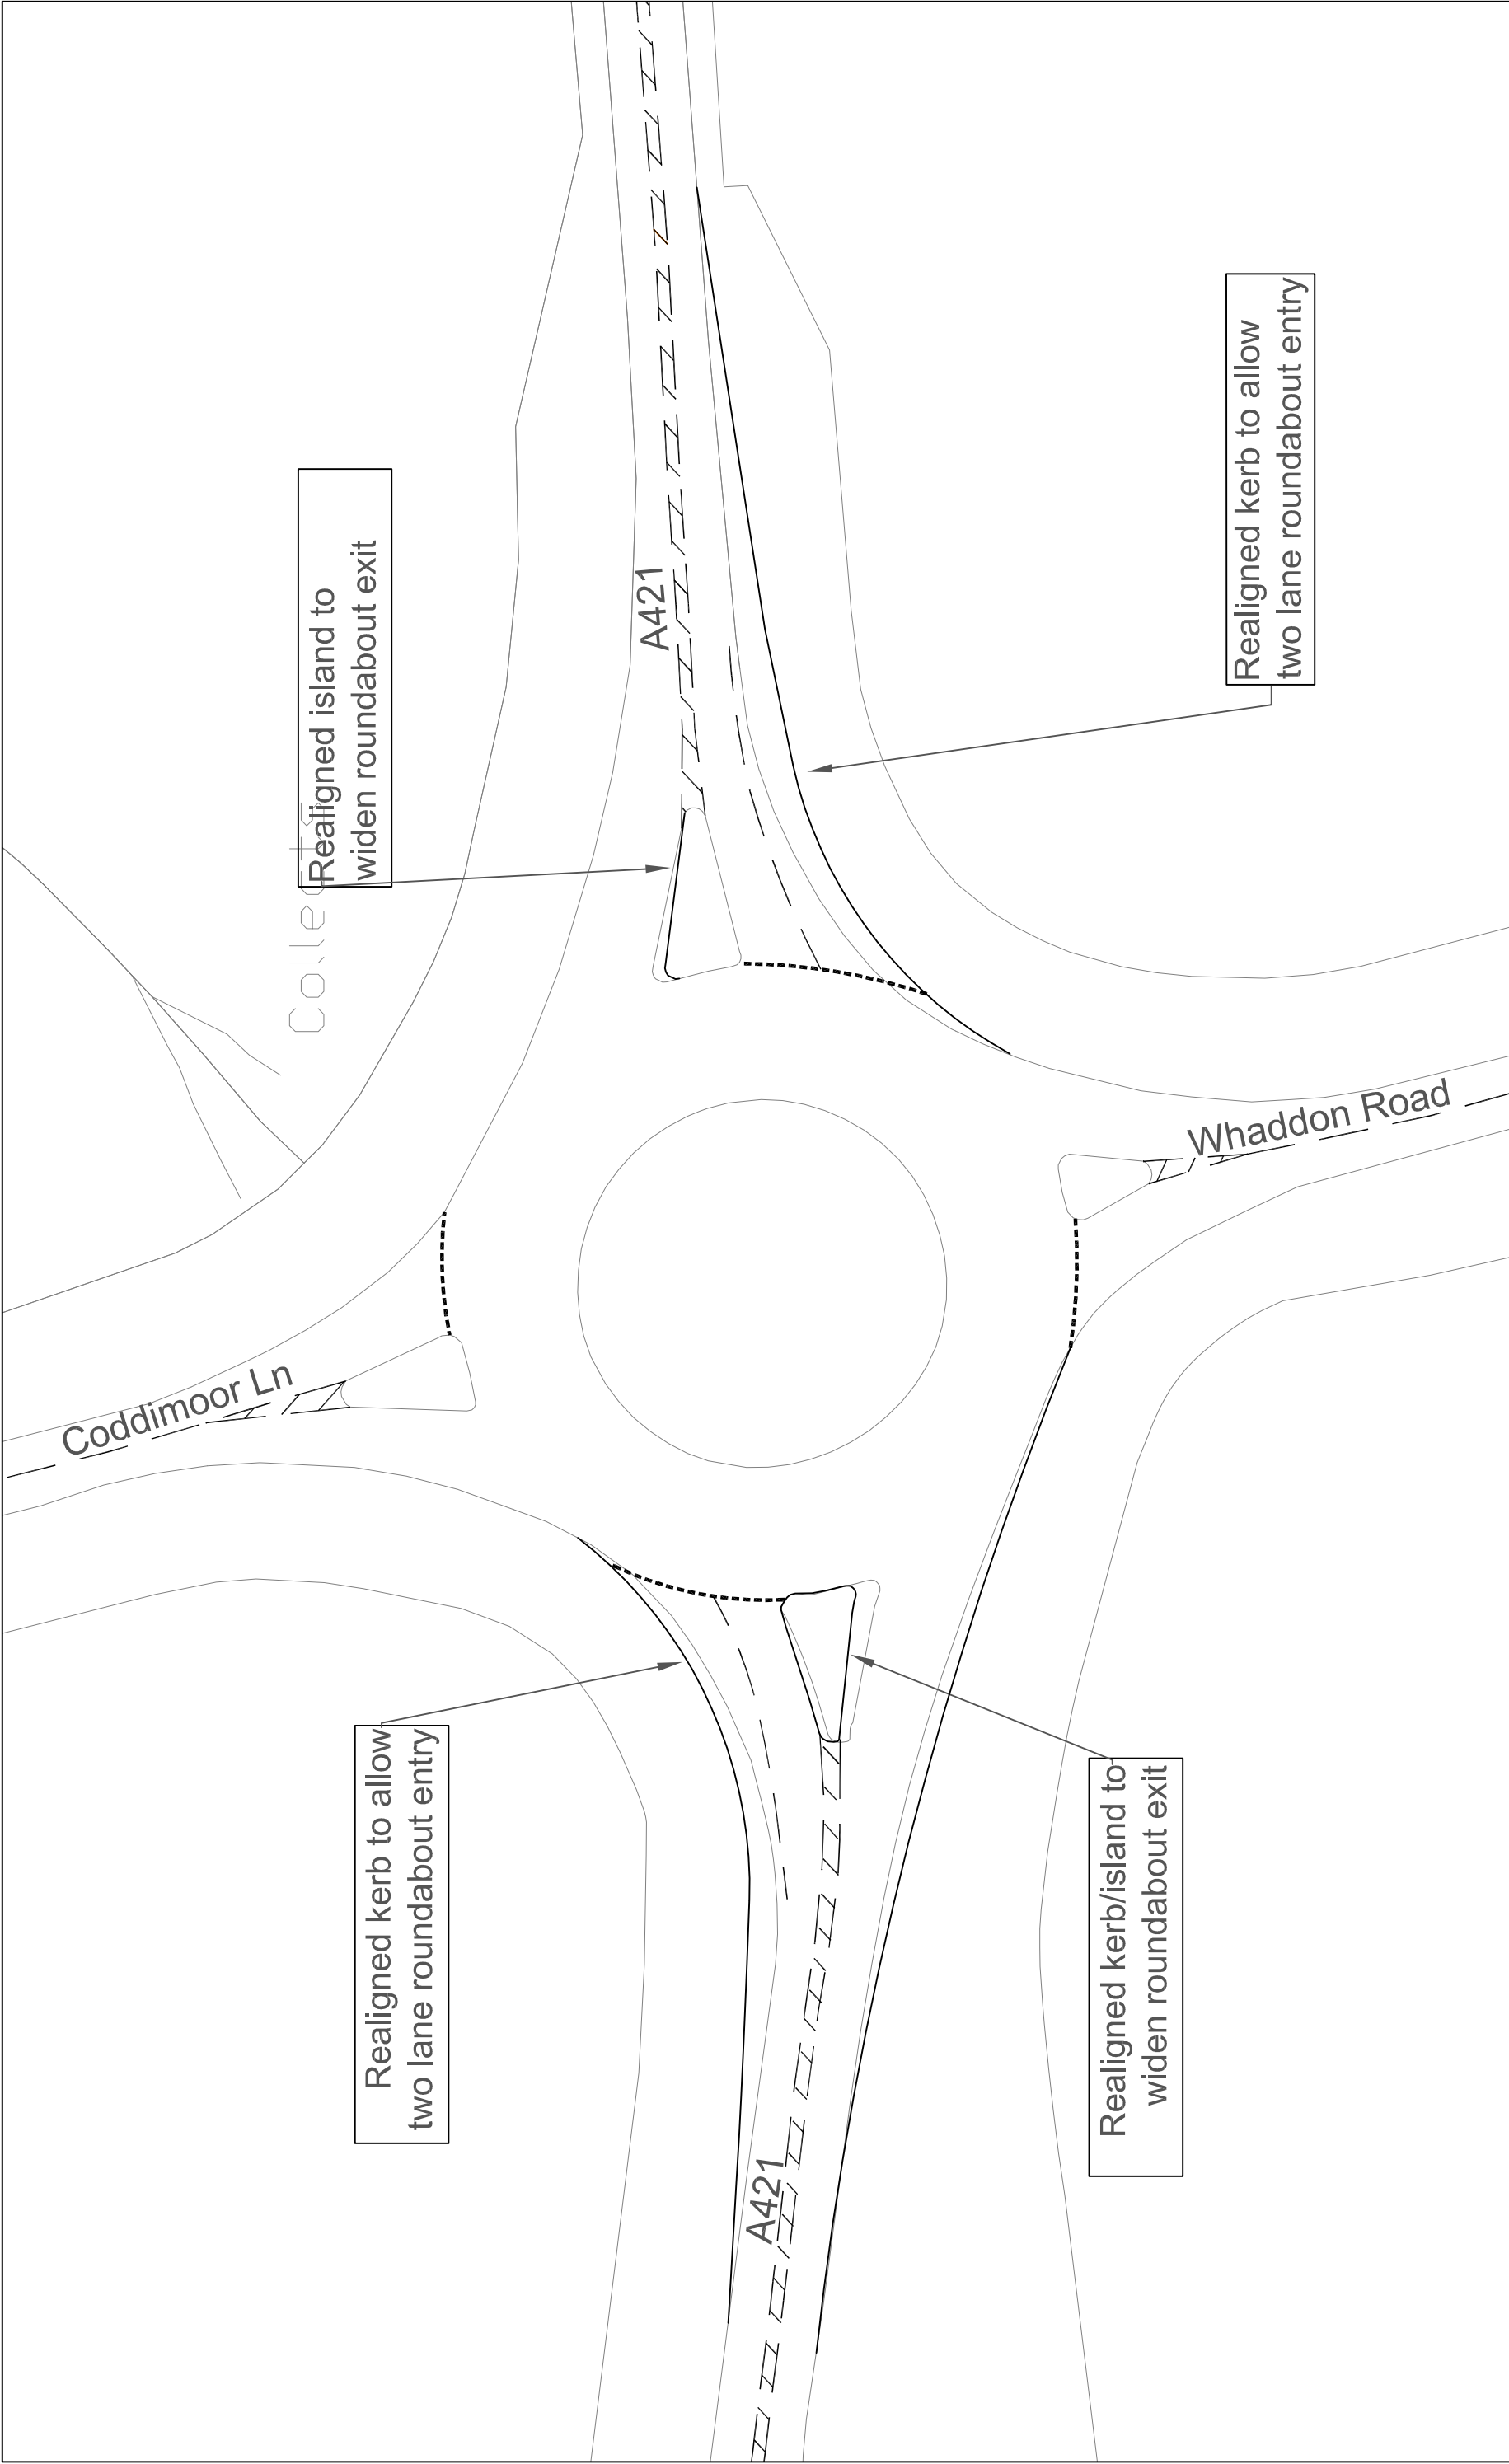 Realigned island to
widen roundabout exit
Realigned kerb to allow
two lane roundabout entry
A421
Whaddon Road
Coddimoor Ln
Realigned kerb to allow
two lane roundabout entry
Realigned kerb/island to
widen roundabout exit
A421